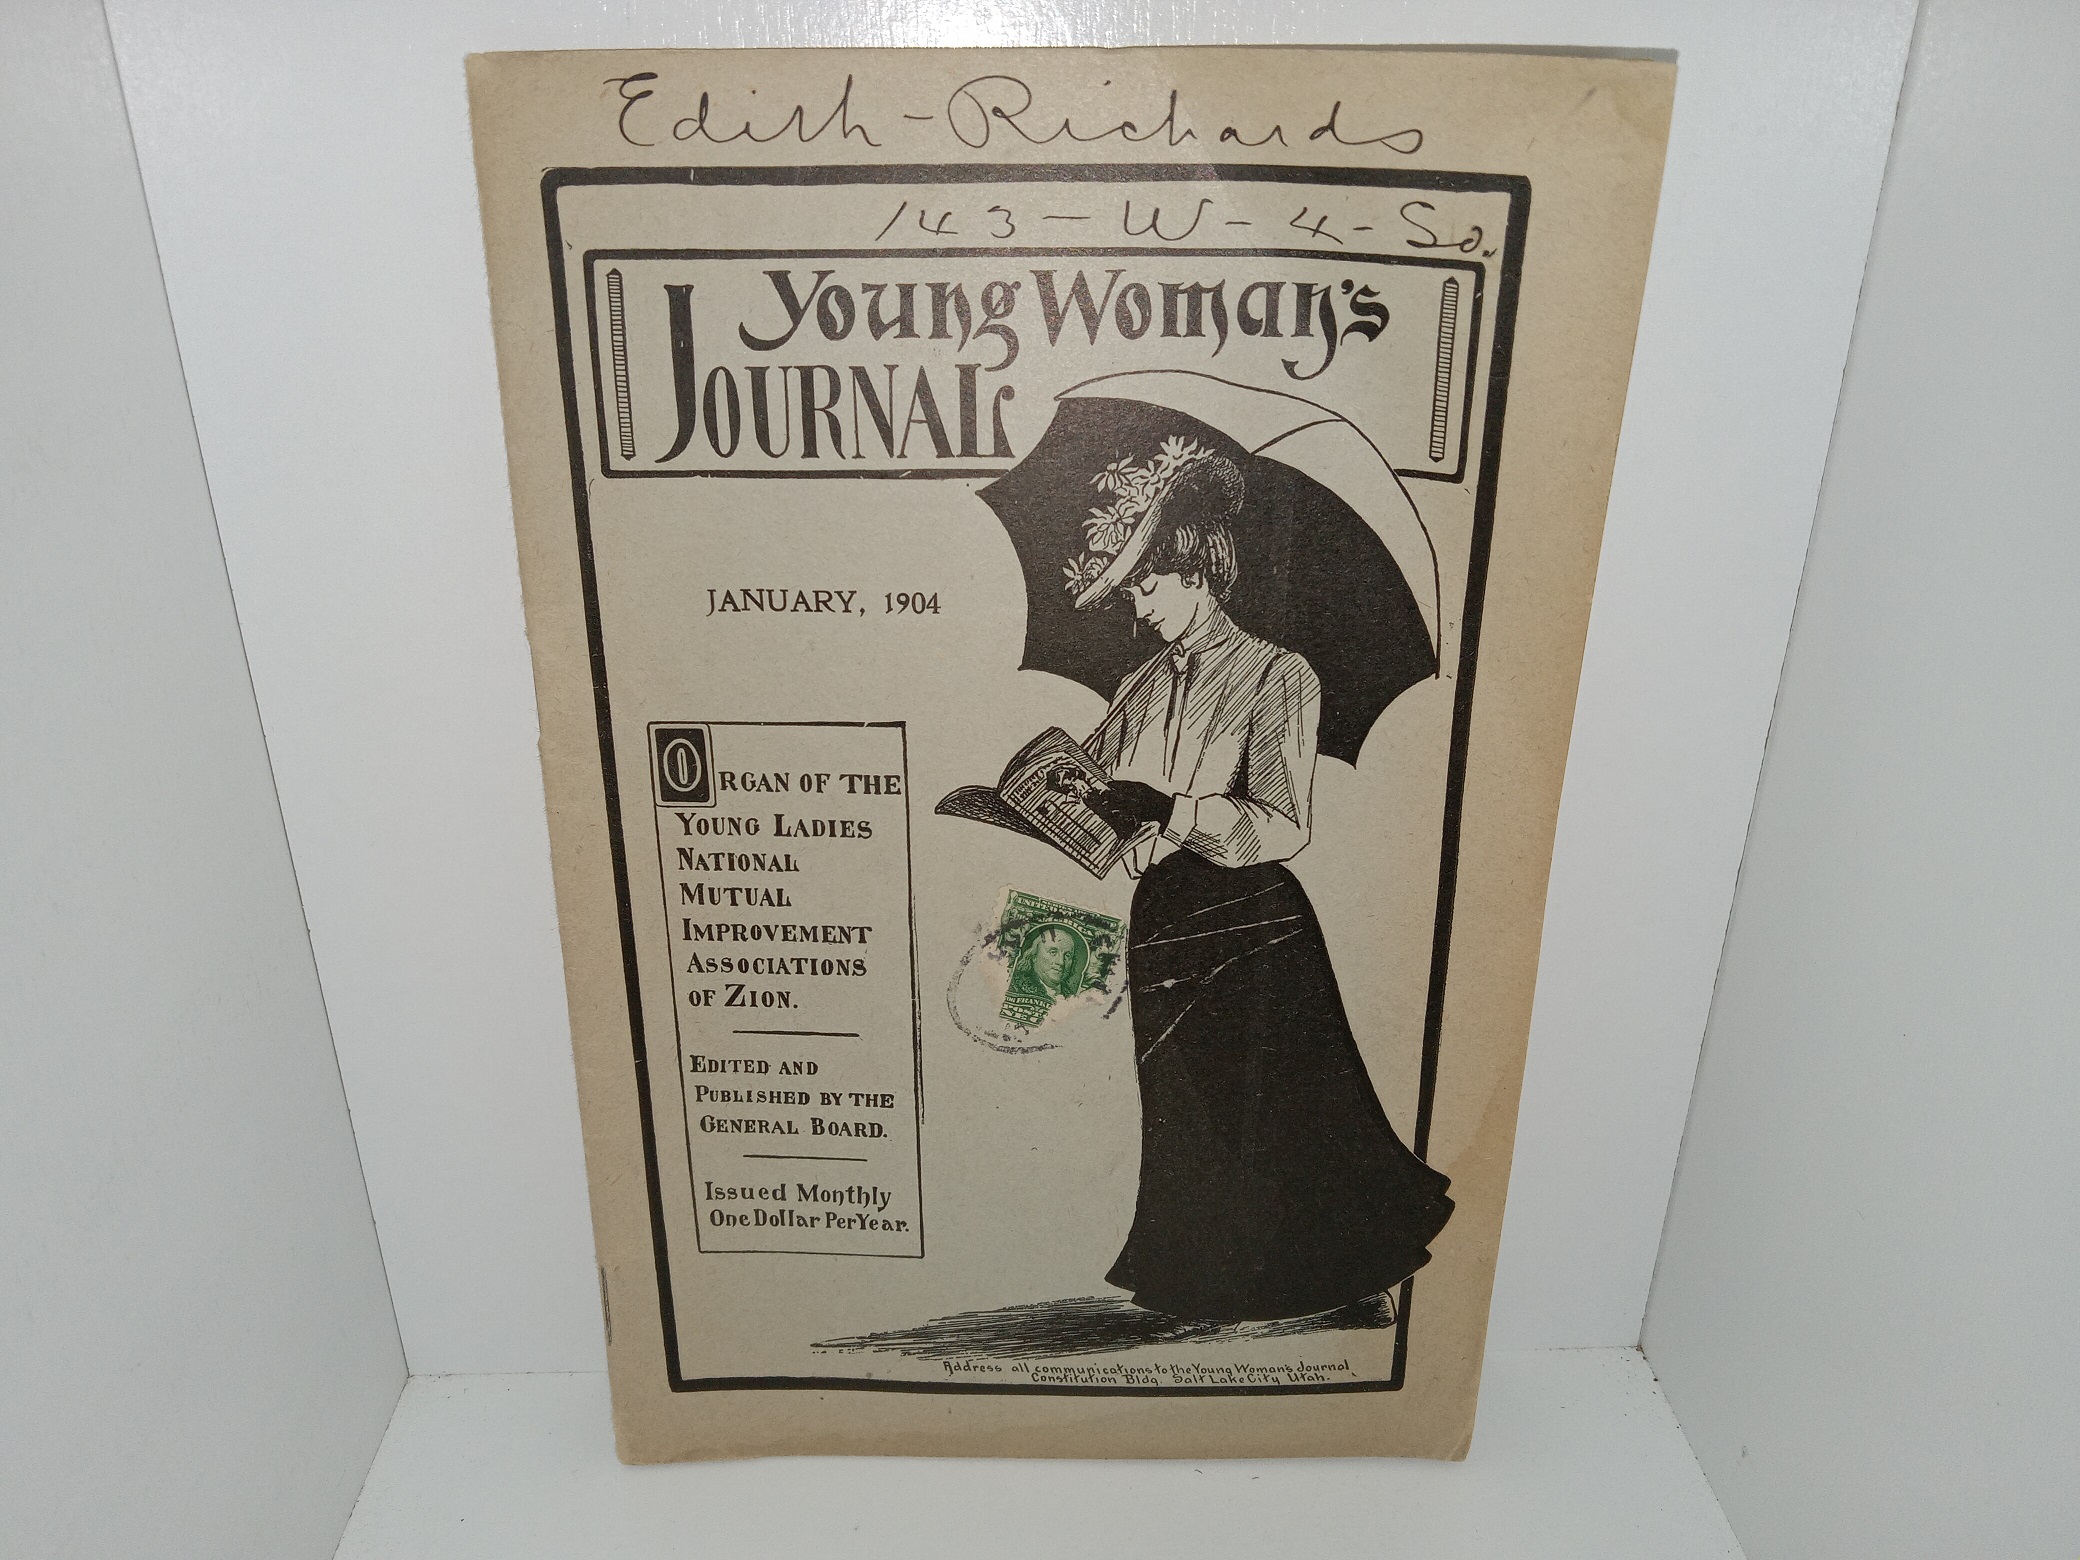 Edith - Richards
143 - W - 4 - So.
Young Woman's
JOURNAL
JANUARY, 1904
ORGAN OF THE
YOUNG LADIES
NATIONAL
MUTUAL
IMPROVEMENT
ASSOCIATIONS
OF ZION.
EDITED AND
PUBLISHED BY THE
GENERAL BOARD.
Issued Monthly
One Dollar Per Year.
Address all communications to the Young Woman's Journal
Constitution Bldg. Salt Lake City Utah.